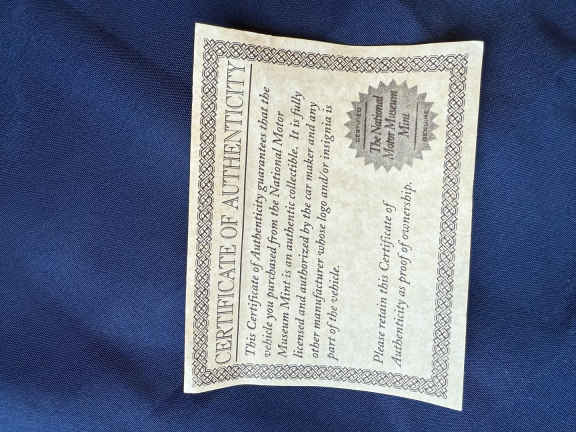 CERTIFICATE OF AUTHENTICITY
This Certificate of Authenticity guarantees that the
vehicle you purchased from the National Motor
Museum Mint is an authentic collectible. It is fully
licensed and authorized by the car maker and any
other manufacturer whose logo and/or insignia is
part of the vehicle.
Please retain this Certificate of
Authenticity as proof of ownership.
CERTIFIED
The National
Motor Museum
Mint
GENUINE